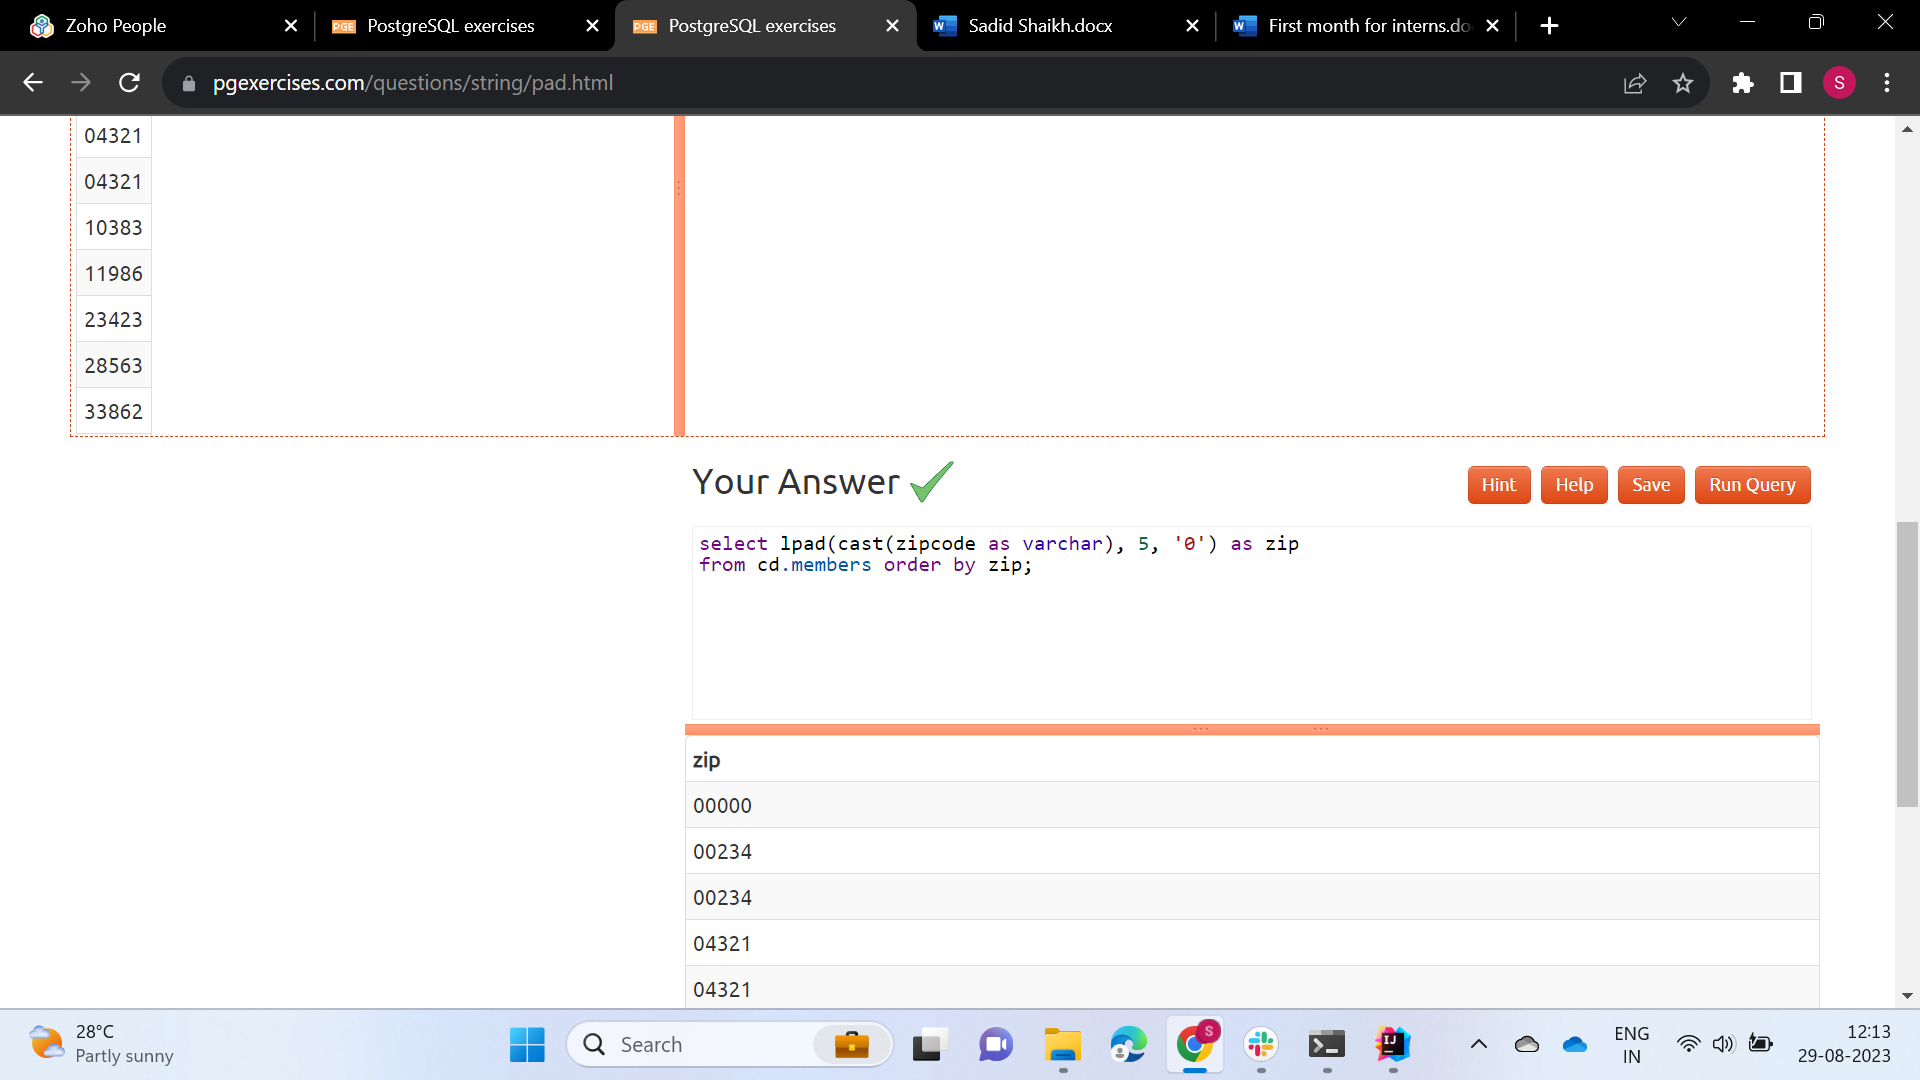 Zoho People
PGE PostgreSQL exercises
PGE PostgreSQL exercises
W Sadid Shaikh.docx
W First month for interns.do
pgexercises.com/questions/string/pad.html
S
04321
04321
10383
11986
23423
28563
33862
Your Answer
Hint
Help
Save
Run Query
select lpad(cast(zipcode as varchar), 5, '0') as zip
from cd.members order by zip;
zip
00000
00234
00234
04321
04321
28°C
Partly sunny
Search
S
IJ
ENG
IN
12:13
29-08-2023